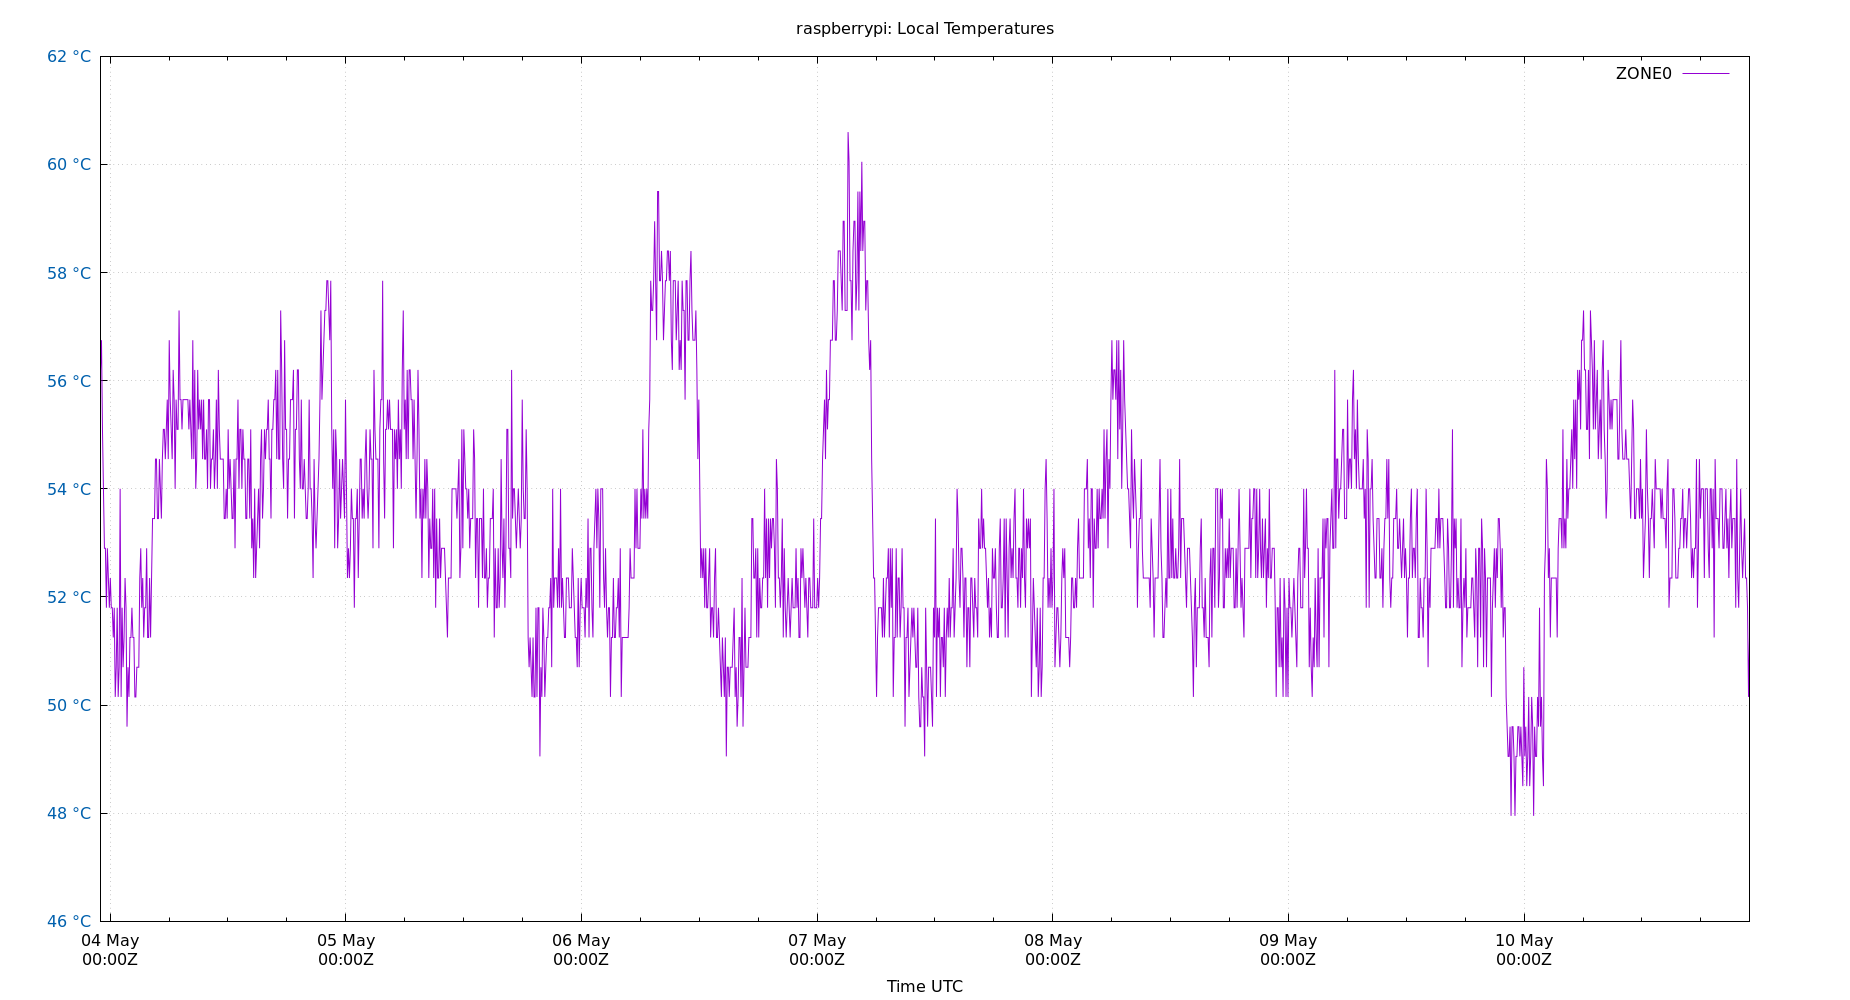 raspberrypi: Local Temperatures
62 °C
ZONE0
60 °C
58 °C
56 °C
54 °C
52 °C
50 °C
48 °C
46 °C
04 May 05 May 06 May 07 May 08 May 09 May 10 May
00:00Z 00:00Z 00:00Z 00:00Z 00:00Z 00:00Z 00:00Z
Time UTC